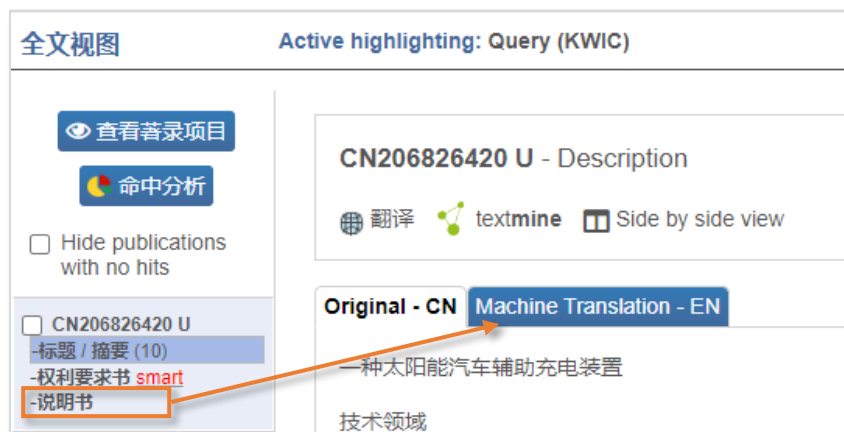 全文视图
Active highlighting: Query (KWIC)
查看著录项目
命中分析
Hide publications
with no hits
CN206826420 U
-标题 / 摘要 (10)
-权利要求书 smart
-说明书
CN206826420 U - Description
翻译 textmine Side by side view
Original - CN Machine Translation - EN
一种太阳能汽车辅助充电装置
技术领域